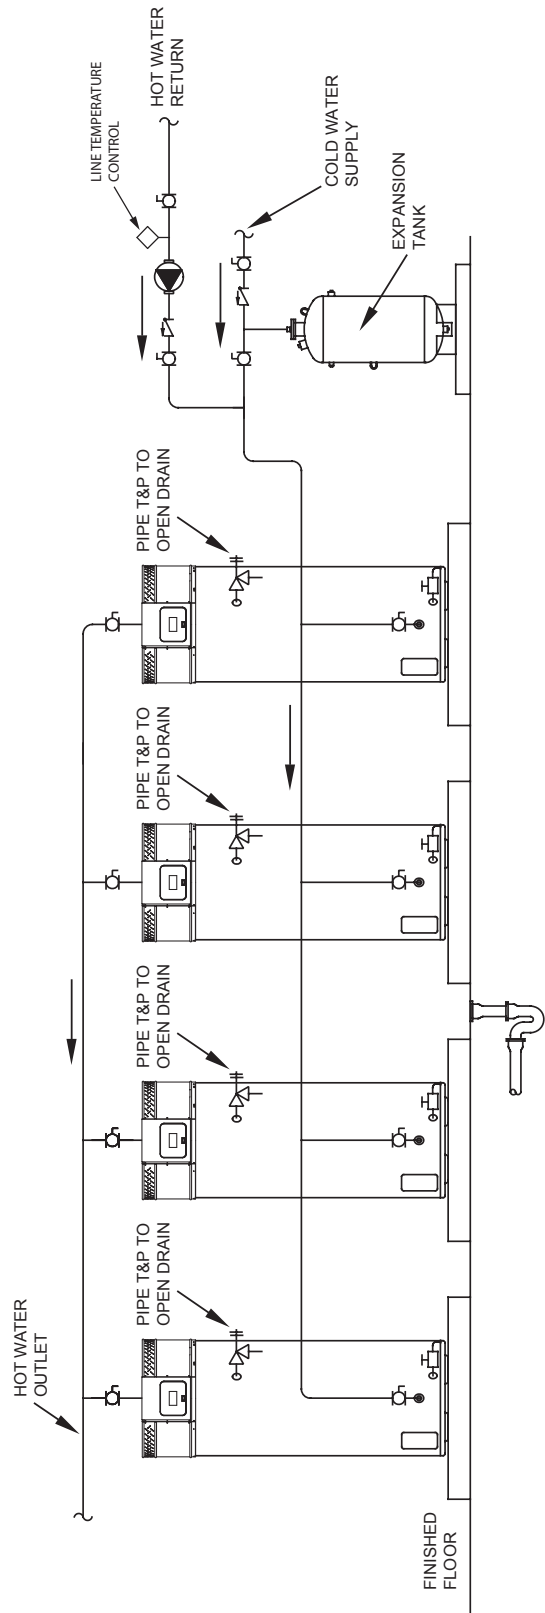 HOT WATER
OUTLET
PIPE T&P TO
OPEN DRAIN
PIPE T&P TO
OPEN DRAIN
PIPE T&P TO
OPEN DRAIN
PIPE T&P TO
OPEN DRAIN
LINE TEMPERATURE
CONTROL
HOT WATER
RETURN
COLD WATER
SUPPLY
EXPANSION
TANK
FINISHED
FLOOR